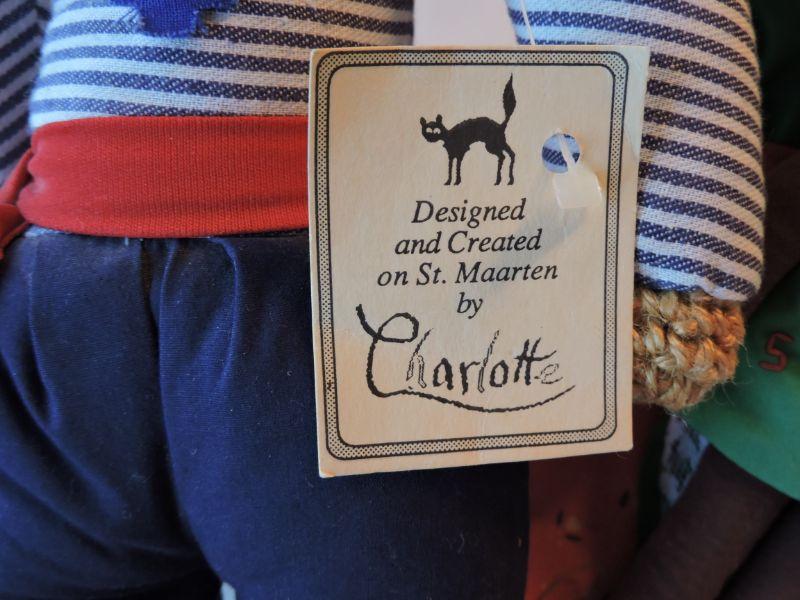 Designed
and Created
on St. Maarten
by
Charlotte
S